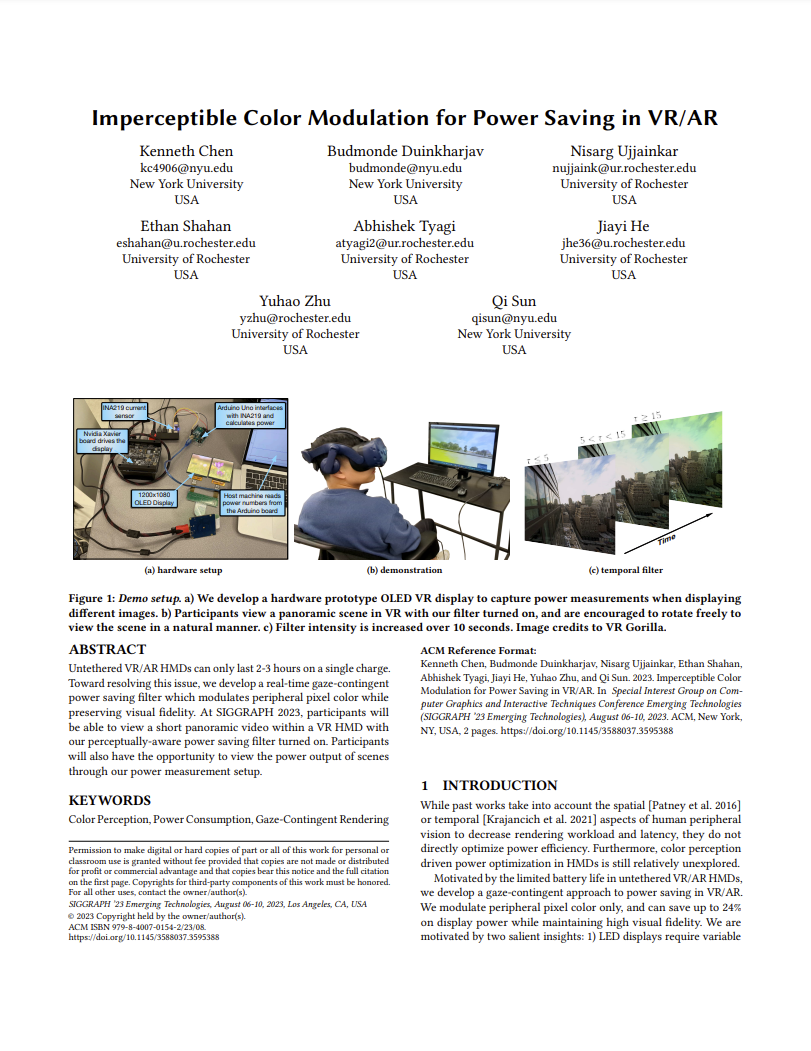 Imperceptible Color Modulation for Power Saving in VR/AR
Kenneth Chen
kc4906@nyu.edu
New York University
USA
Budmonde Duinkharjav
budmonde@nyu.edu
New York University
USA
Nisarg Ujjainkar
nujjaink@ur.rochester.edu
University of Rochester
USA
Ethan Shahan
eshahan@u.rochester.edu
University of Rochester
USA
Abhishek Tyagi
atyagi2@ur.rochester.edu
University of Rochester
USA
Jiayi He
jhe36@u.rochester.edu
University of Rochester
USA
Yuhao Zhu
yzhu@rochester.edu
University of Rochester
USA
Qi Sun
qisun@nyu.edu
New York University
USA
INA219 current
sensor
Arduino Uno interfaces
with INA219 and
calculates power
Nvidia Xavier
board drives the
display
1200x1080
OLED Display
Host machine reads
power numbers from
the Arduino board
t ≤ 5
5 < t < 15
t ≥ 15
Time
(a) hardware setup
(b) demonstration
(c) temporal filter
Figure 1: Demo setup. a) We develop a hardware prototype OLED VR display to capture power measurements when displaying
different images. b) Participants view a panoramic scene in VR with our filter turned on, and are encouraged to rotate freely to
view the scene in a natural manner. c) Filter intensity is increased over 10 seconds. Image credits to VR Gorilla.
ABSTRACT
Untethered VR/AR HMDs can only last 2-3 hours on a single charge.
Toward resolving this issue, we develop a real-time gaze-contingent
power saving filter which modulates peripheral pixel color while
preserving visual fidelity. At SIGGRAPH 2023, participants will
be able to view a short panoramic video within a VR HMD with
our perceptually-aware power saving filter turned on. Participants
will also have the opportunity to view the power output of scenes
through our power measurement setup.
KEYWORDS
Color Perception, Power Consumption, Gaze-Contingent Rendering
Permission to make digital or hard copies of part or all of this work for personal or
classroom use is granted without fee provided that copies are not made or distributed
for profit or commercial advantage and that copies bear this notice and the full citation
on the first page. Copyrights for third-party components of this work must be honored.
For all other uses, contact the owner/author(s).
SIGGRAPH '23 Emerging Technologies, August 06-10, 2023, Los Angeles, CA, USA
© 2023 Copyright held by the owner/author(s).
ACM ISBN 979-8-4007-0154-2/23/08.
https://doi.org/10.1145/3588037.3595388
ACM Reference Format:
Kenneth Chen, Budmonde Duinkharjav, Nisarg Ujjainkar, Ethan Shahan,
Abhishek Tyagi, Jiayi He, Yuhao Zhu, and Qi Sun. 2023. Imperceptible Color
Modulation for Power Saving in VR/AR. In Special Interest Group on Com-
puter Graphics and Interactive Techniques Conference Emerging Technologies
(SIGGRAPH '23 Emerging Technologies), August 06-10, 2023. ACM, New York,
NY, USA, 2 pages. https://doi.org/10.1145/3588037.3595388
1 INTRODUCTION
While past works take into account the spatial [Patney et al. 2016]
or temporal [Krajancich et al. 2021] aspects of human peripheral
vision to decrease rendering workload and latency, they do not
directly optimize power efficiency. Furthermore, color perception
driven power optimization in HMDs is still relatively unexplored.
Motivated by the limited battery life in untethered VR/AR HMDs,
we develop a gaze-contingent approach to power saving in VR/AR.
We modulate peripheral pixel color only, and can save up to 24%
on display power while maintaining high visual fidelity. We are
motivated by two salient insights: 1) LED displays require variable